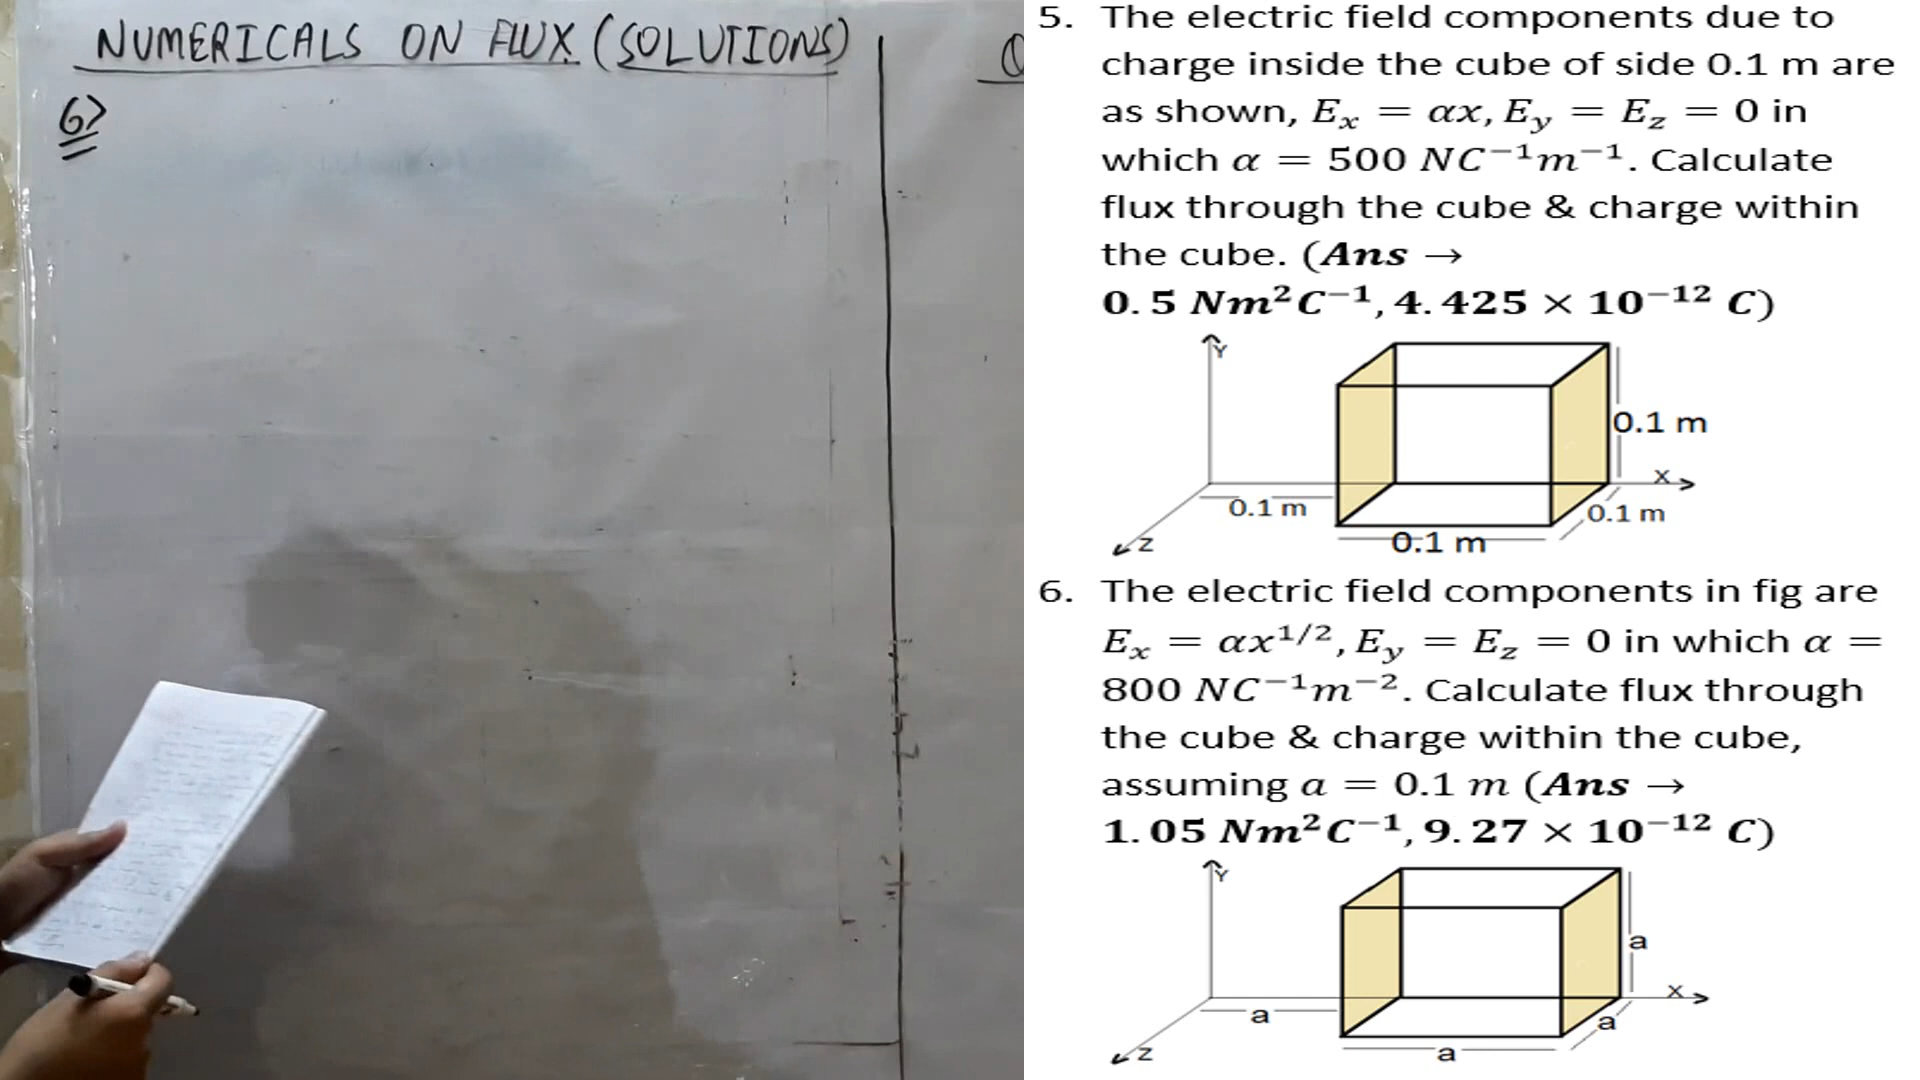 NUMERICALS ON FLUX (SOLUTIONS)
6>
5. The electric field components due to
charge inside the cube of side 0.1 m are
as shown, Eₓ = αx, E_y = E_z = 0 in
which α = 500 NC⁻¹m⁻¹. Calculate
flux through the cube & charge within
the cube. (Ans →
0.5 Nm²C⁻¹, 4.425 × 10⁻¹² C)
Y
0.1 m
X
0.1 m
0.1 m
Z
0.1 m
6. The electric field components in fig are
Eₓ = αx^{1/2}, E_y = E_z = 0 in which α =
800 NC⁻¹m⁻². Calculate flux through
the cube & charge within the cube,
assuming a = 0.1 m (Ans →
1.05 Nm²C⁻¹, 9.27 × 10⁻¹² C)
Y
a
X
a
a
Z
a